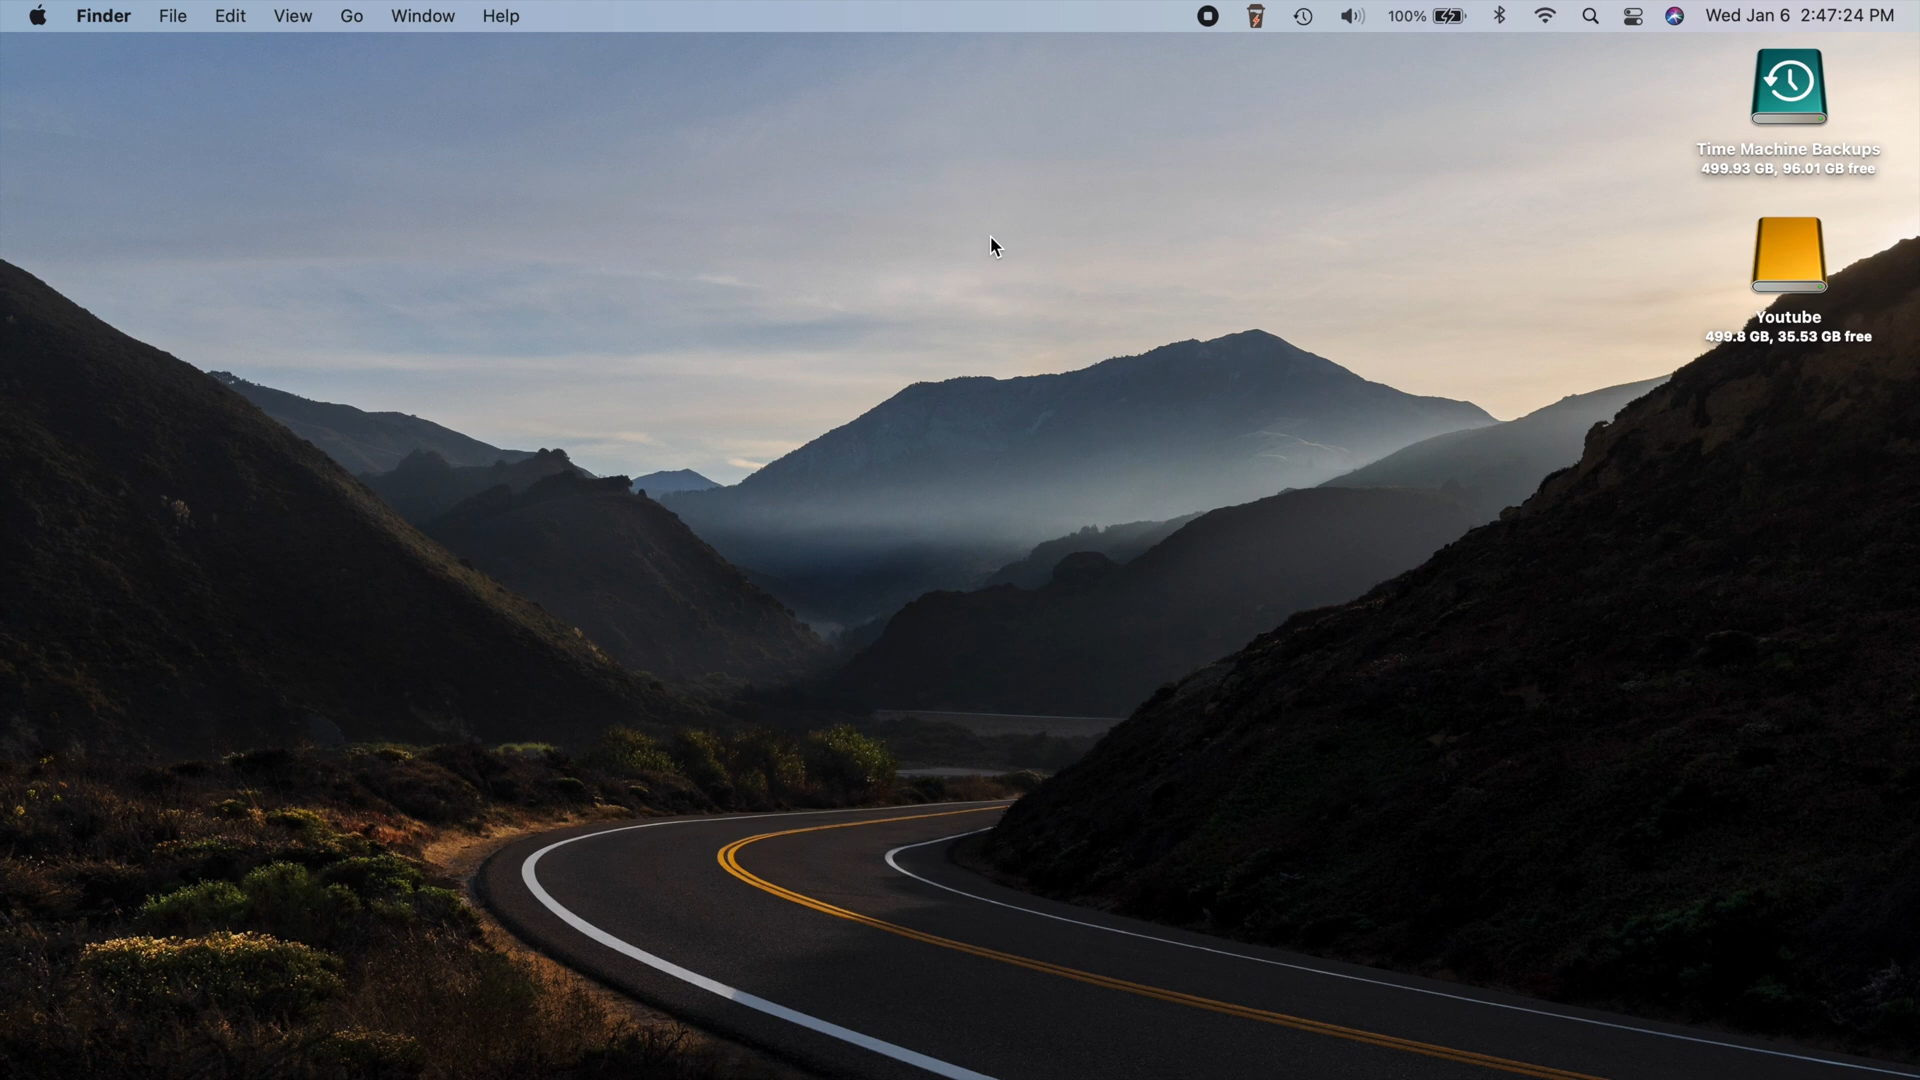 Finder File Edit View Go Window Help 100% Wed Jan 6 2:47:24 PM
Time Machine Backups
499.93 GB, 96.01 GB free
Youtube
499.8 GB, 35.53 GB free